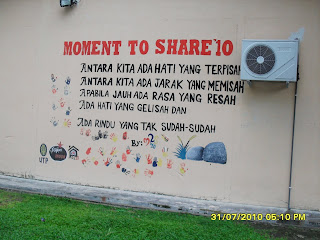 MOMENT TO SHARE'10
ANTARA KITA ADA HATI YANG TERPISAH
ANTARA KITA ADA JARAK YANG MEMISAH
APABILA JAUH ADA RASA YANG RESAH
ADA HATI YANG GELISAH DAN
ADA RINDU YANG TAK SUDAH-SUDAH
By:
UTP
31/07/2010 05:10 PM